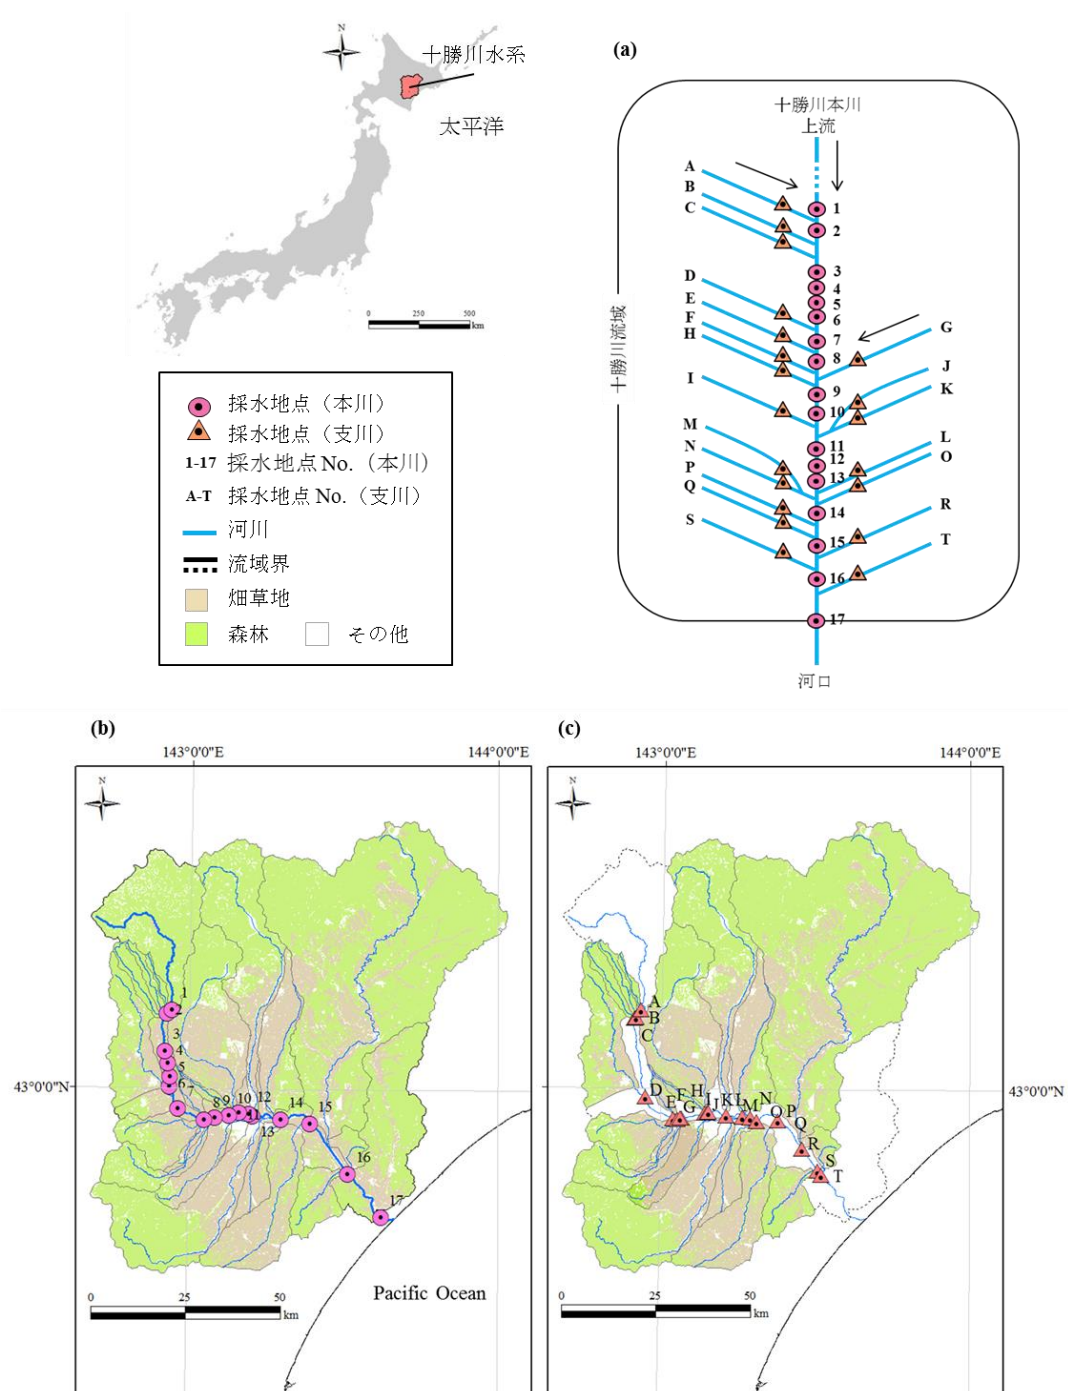 N
十勝川水系
太平洋
0 250 500
km
採水地点（本川）
採水地点（支川）
1-17 採水地点 No.（本川）
A-T 採水地点 No.（支川）
河川
流域界
畑草地
森林 その他
(a)
十勝川本川
上流
十勝川流域
A
B
C
D
E
F
H
I
M
N
P
Q
S
1
2
3
4
5
6
7
8
9
10
11
12
13
14
15
16
17
G
J
K
L
O
R
T
河口
(b)
143°0'0"E 144°0'0"E
N
43°0'0"N
1
2
3
4
5
6
7
8 9 10 11 12
13
14
15
16
17
Pacific Ocean
0 25 50
km
(c)
143°0'0"E 144°0'0"E
N
43°0'0"N
A
B
C
D
E F G H I J K L M N O P
Q
R
S
T
0 25 50
km